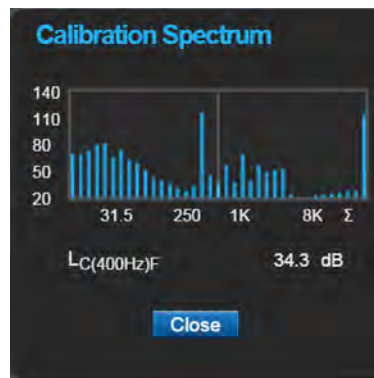 Calibration Spectrum
140
110
80
50
20
31.5 250 1K 8K Σ
LC(400Hz)F 34.3 dB
Close